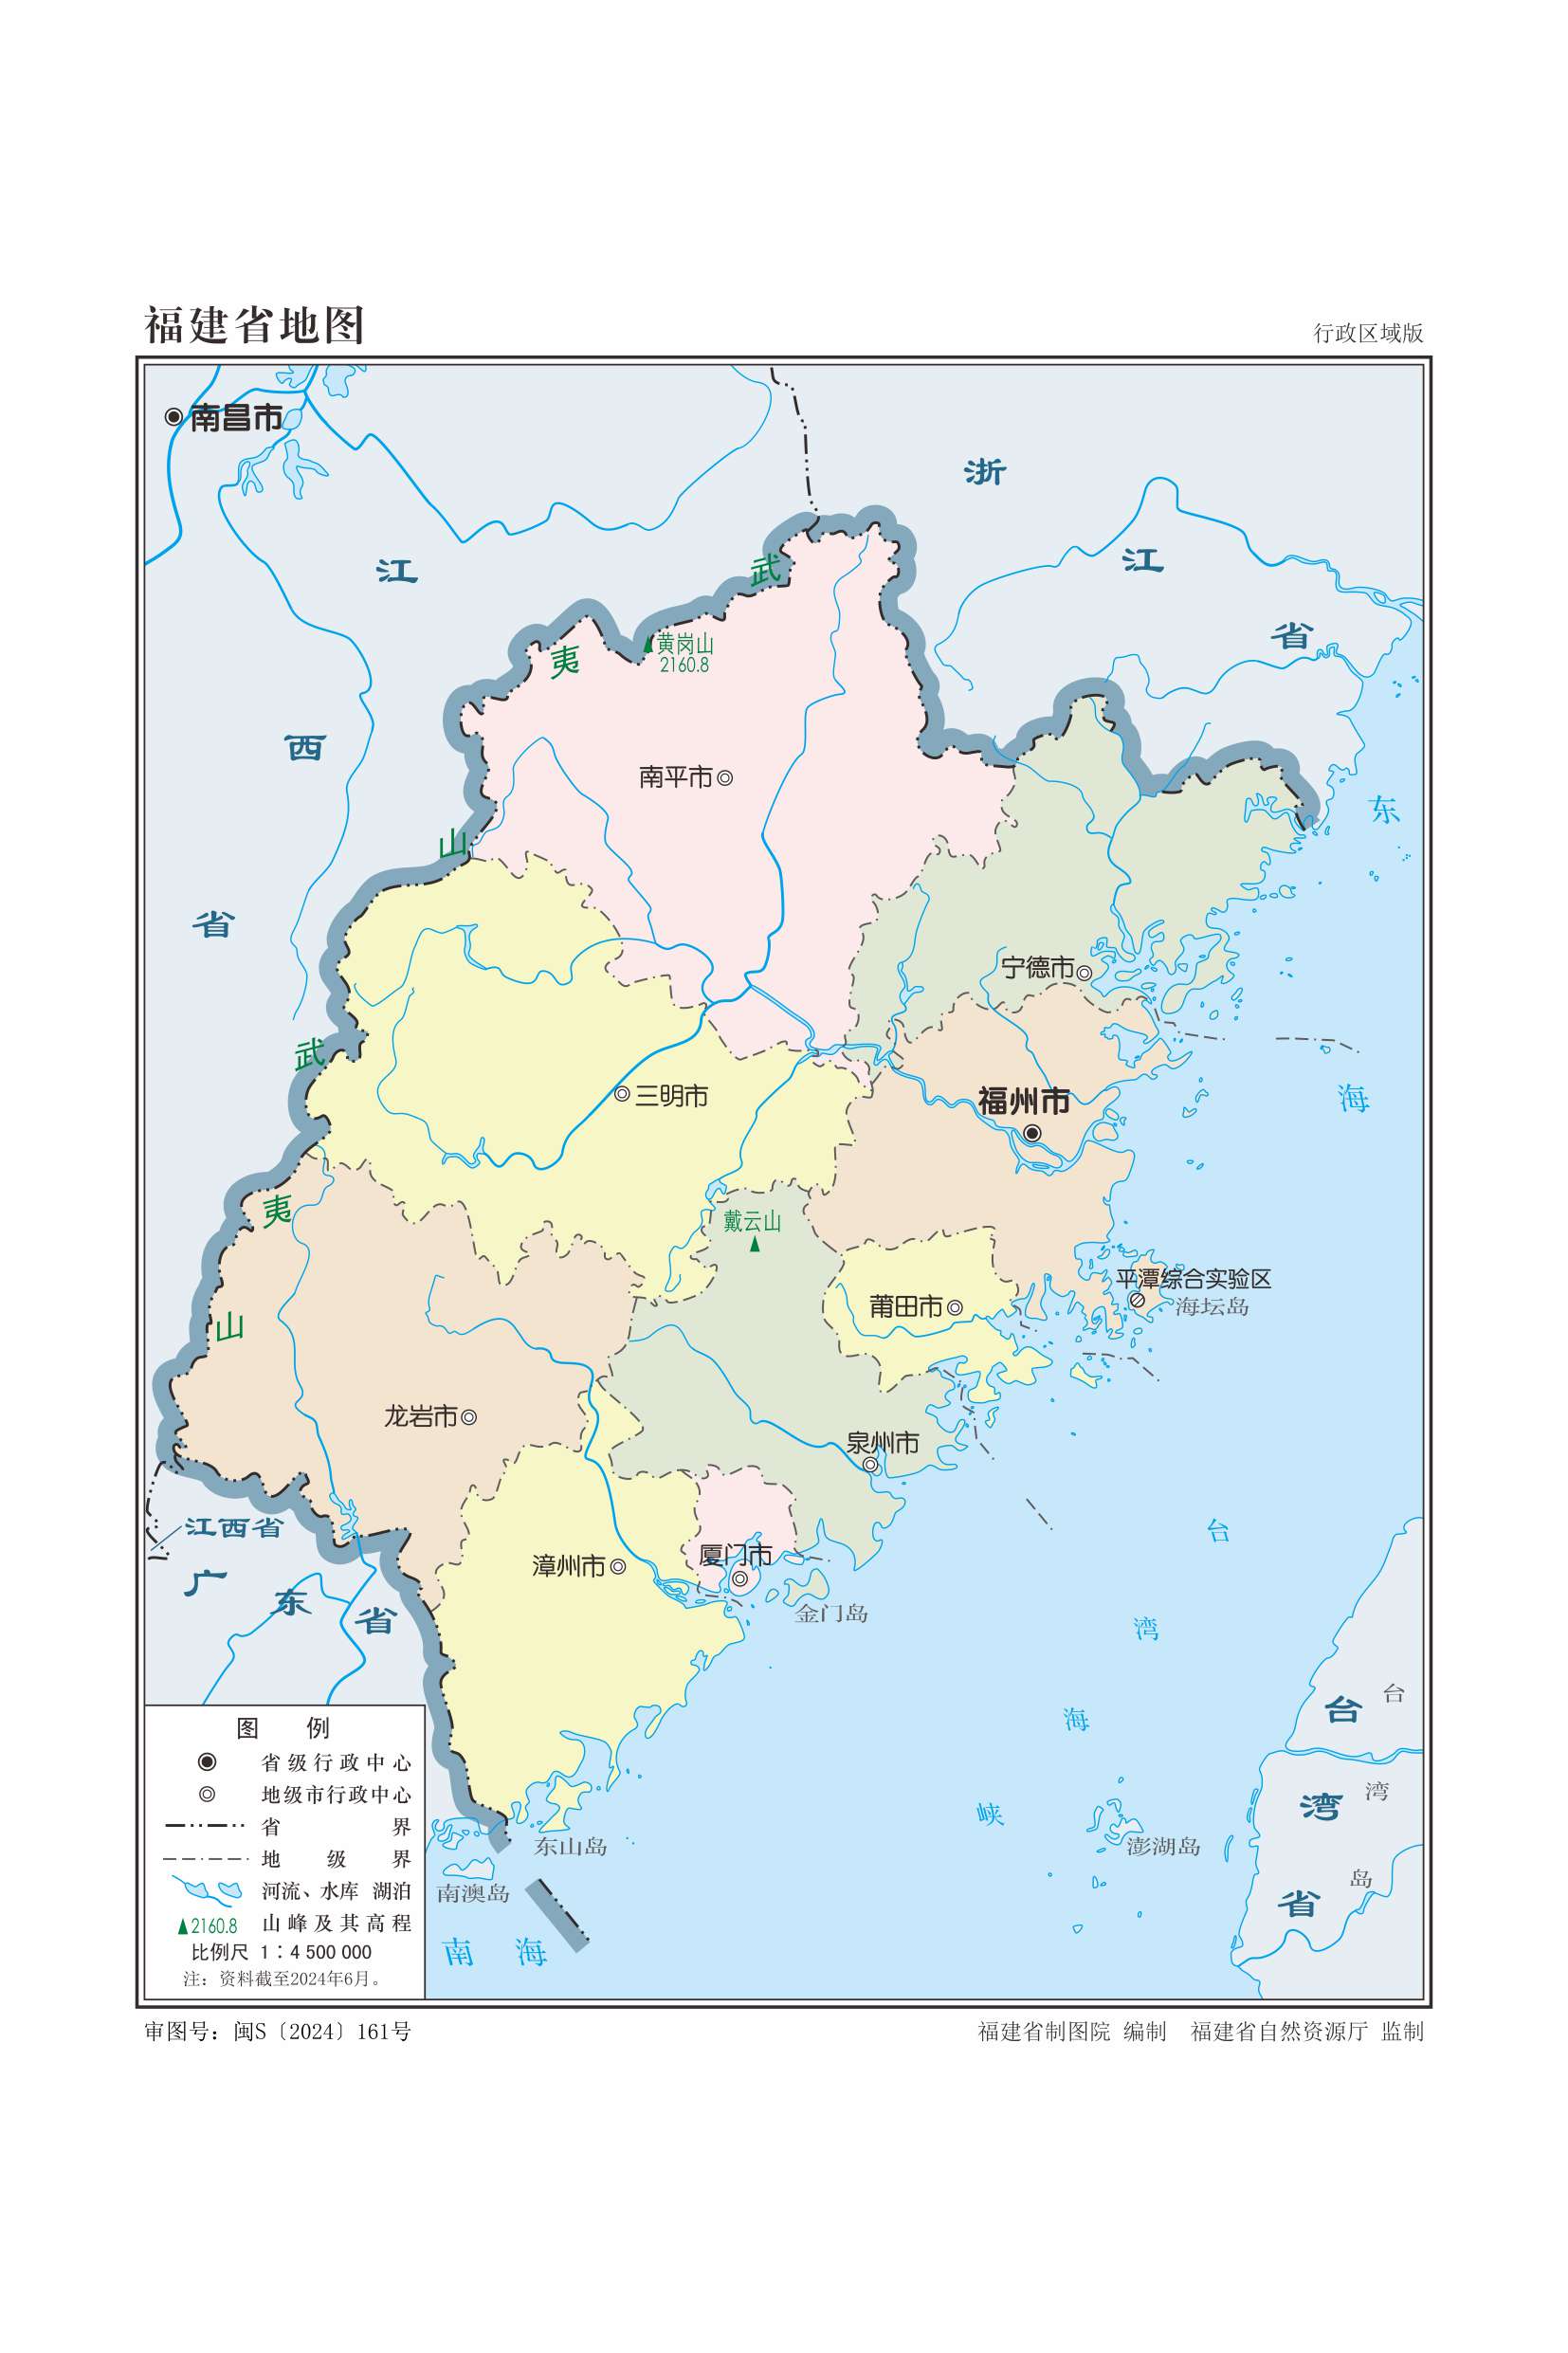 福建省地图
行政区域版
南昌市
浙
江
省
江
西
省
武
夷
山
黄岗山
2160.8
南平市
东
海
宁德市
武
夷
山
三明市
福州市
戴云山
平潭综合实验区
海坛岛
莆田市
龙岩市
泉州市
厦门市
漳州市
金门岛
江西省
广
东
省
台
湾
海
峡
台
湾
省
台
湾
岛
澎湖岛
东山岛
南澳岛
南 海
图 例
省级行政中心
地级市行政中心
省 界
地 级 界
河流、水库 湖泊
2160.8 山峰及其高程
比例尺 1：4 500 000
注：资料截至2024年6月。
审图号：闽S〔2024〕161号
福建省制图院 编制 福建省自然资源厅 监制